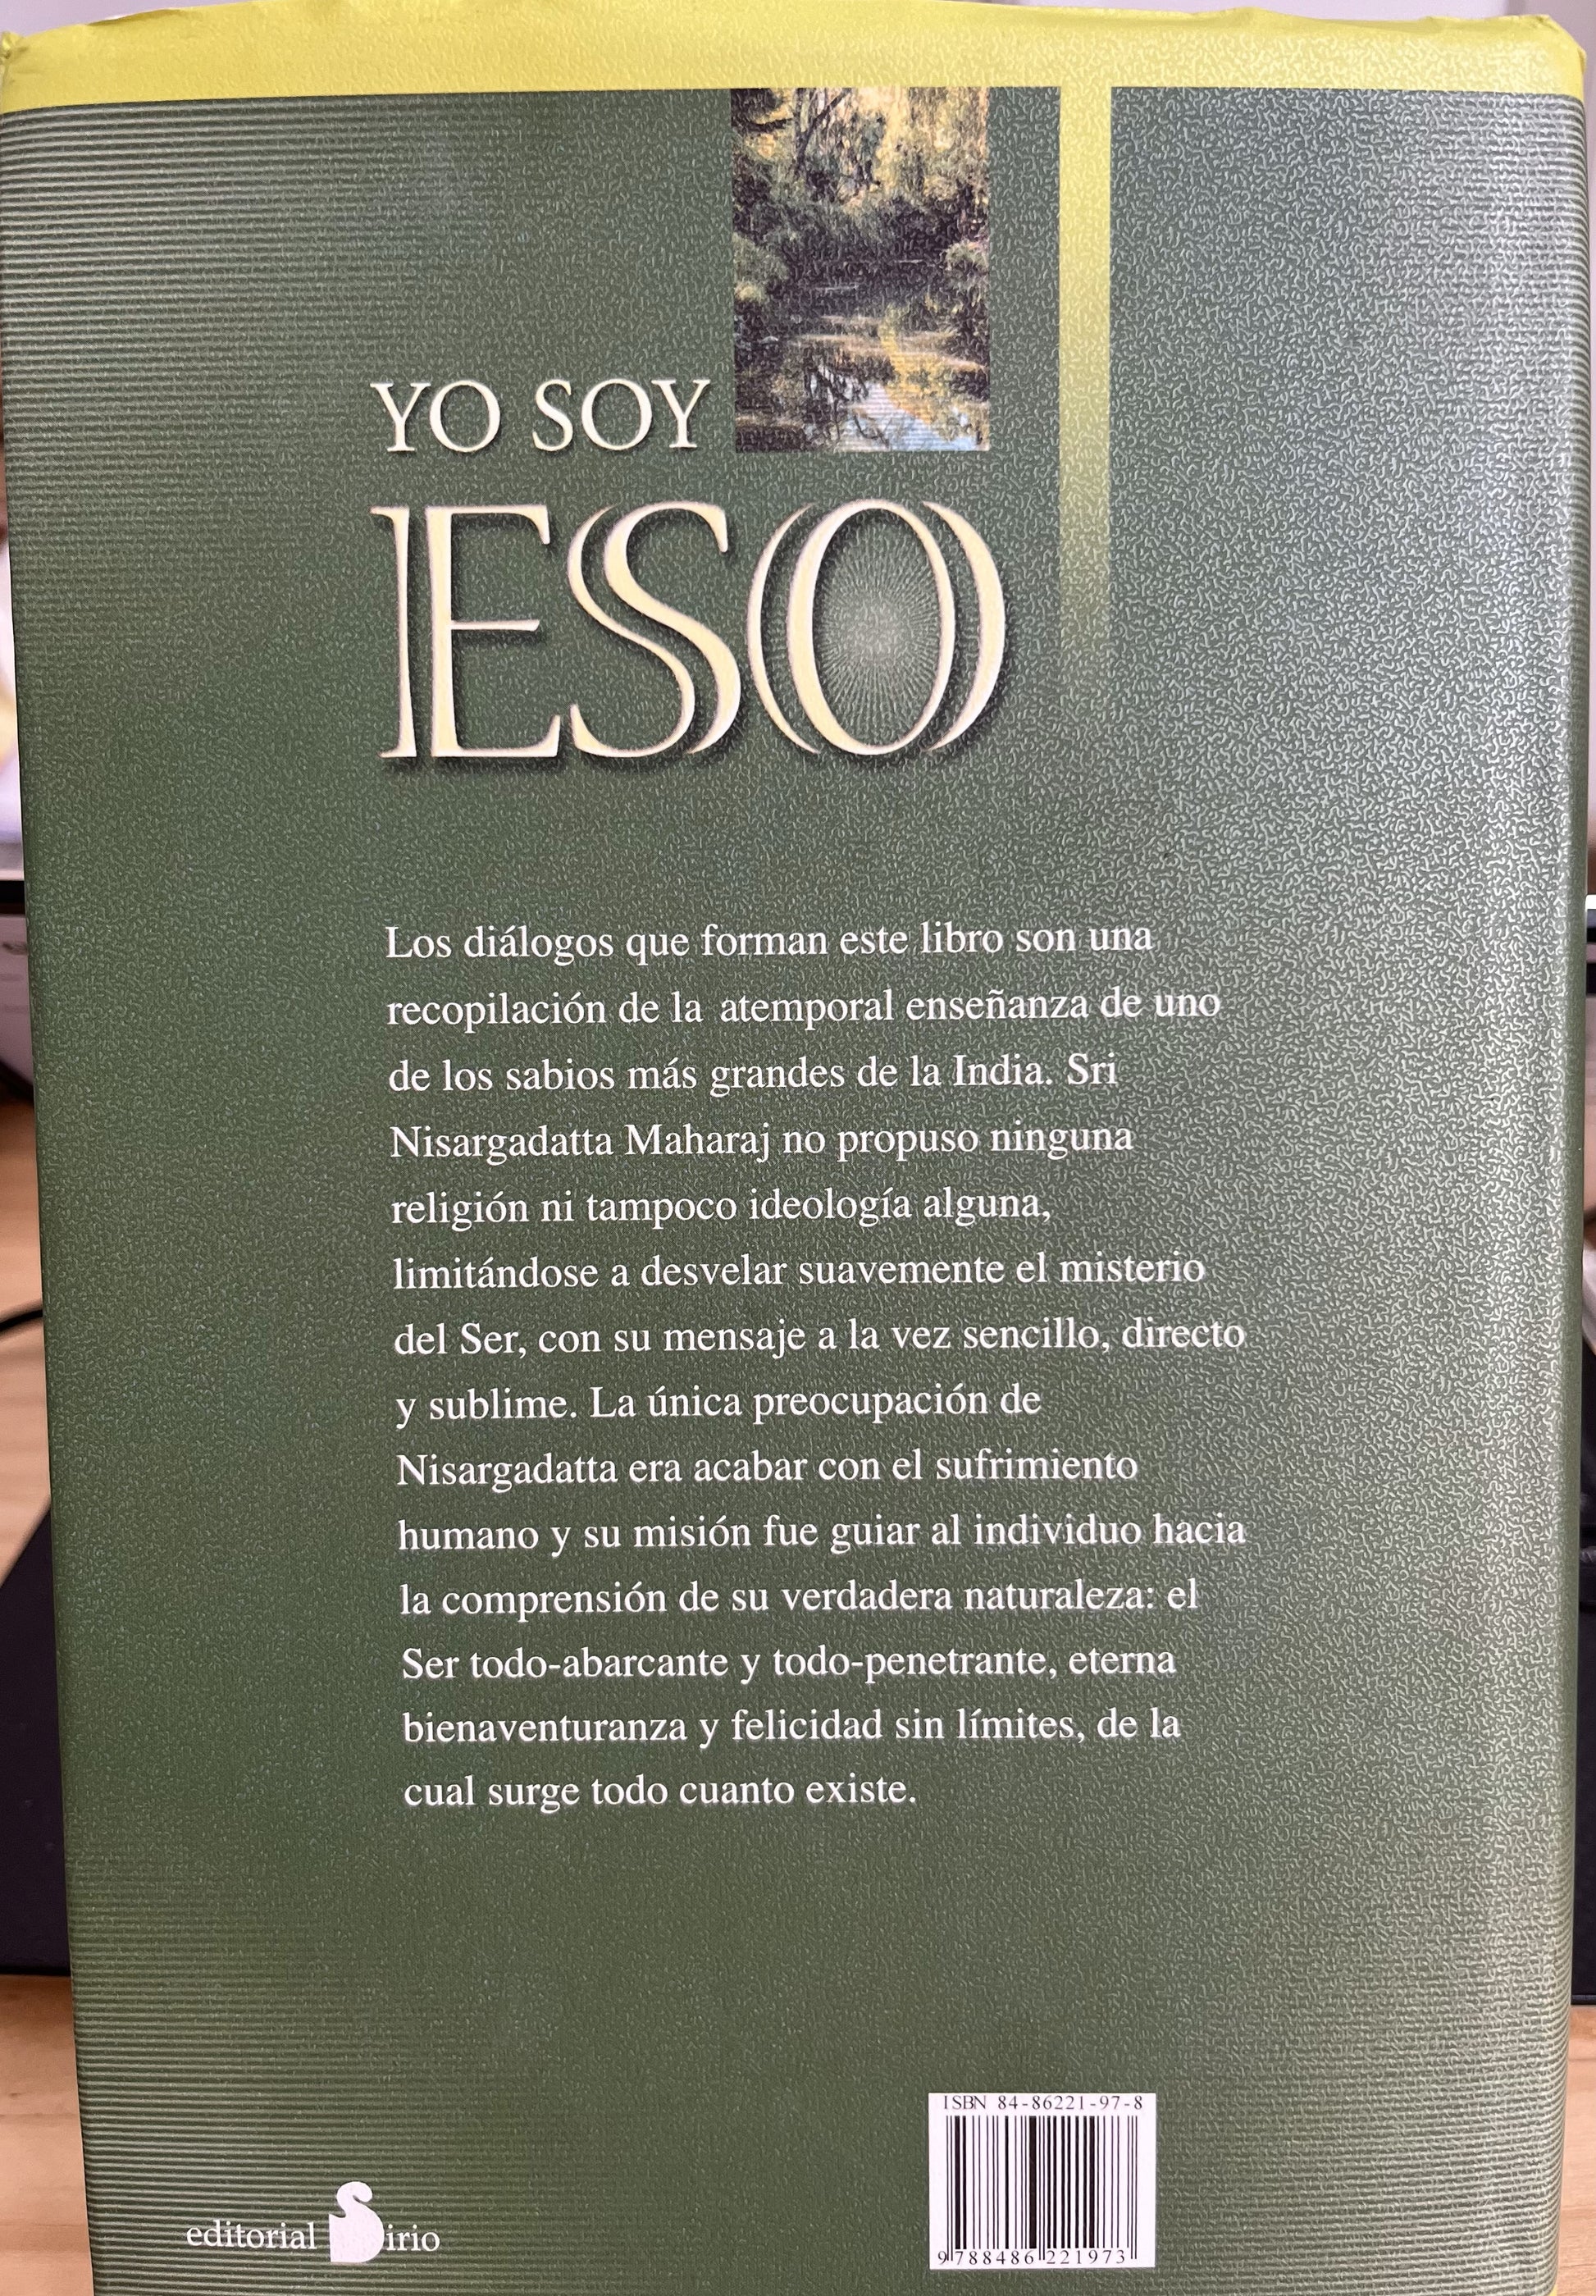 YO SOY
ESO
Los diálogos que forman este libro son una
recopilación de la atemporal enseñanza de uno
de los sabios más grandes de la India. Sri
Nisargadatta Maharaj no propuso ninguna
religión ni tampoco ideología alguna,
limitándose a desvelar suavemente el misterio
del Ser, con su mensaje a la vez sencillo, directo
y sublime. La única preocupación de
Nisargadatta era acabar con el sufrimiento
humano y su misión fue guiar al individuo hacia
la comprensión de su verdadera naturaleza: el
Ser todo-abarcante y todo-penetrante, eterna
bienaventuranza y felicidad sin límites, de la
cual surge todo cuanto existe.
ISBN 84-86221-97-8
9 788486 221973
editorial Sirio